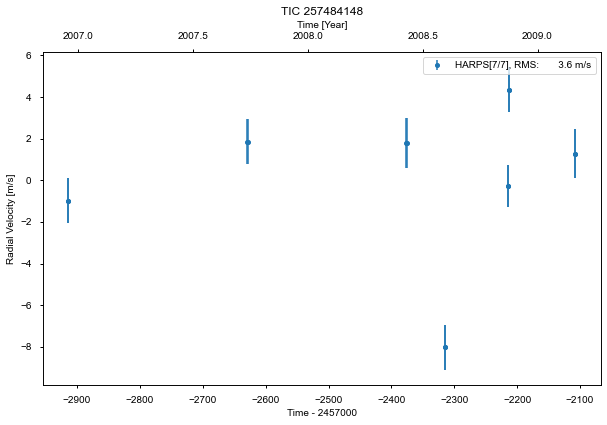 TIC 257484148
Time [Year]
2007.0 2007.5 2008.0 2008.5 2009.0
HARPS[7/7], RMS: 3.6 m/s
6
4
2
0
−2
−4
−6
−8
Radial Velocity [m/s]
−2900 −2800 −2700 −2600 −2500 −2400 −2300 −2200 −2100
Time - 2457000